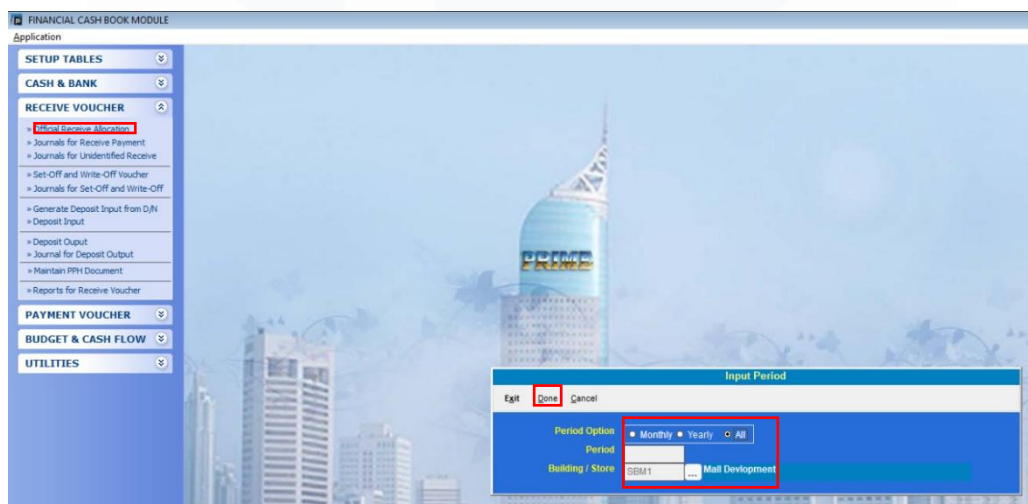 FINANCIAL CASH BOOK MODULE
Application
SETUP TABLES
CASH & BANK
RECEIVE VOUCHER
» Official Receive Allocation
» Journals for Receive Payment
» Journals for Unidentified Receive
» Set-Off and Write-Off Voucher
» Journals for Set-Off and Write-Off
» Generate Deposit Input from D/N
» Deposit Input
» Deposit Ouput
» Journal for Deposit Output
» Maintain PPH Document
» Reports for Receive Voucher
PAYMENT VOUCHER
BUDGET & CASH FLOW
UTILITIES
PRIME
Input Period
Exit Done Cancel
Period Option Monthly Yearly All
Period
Building / Store SBM1 ... Mall Devlopment